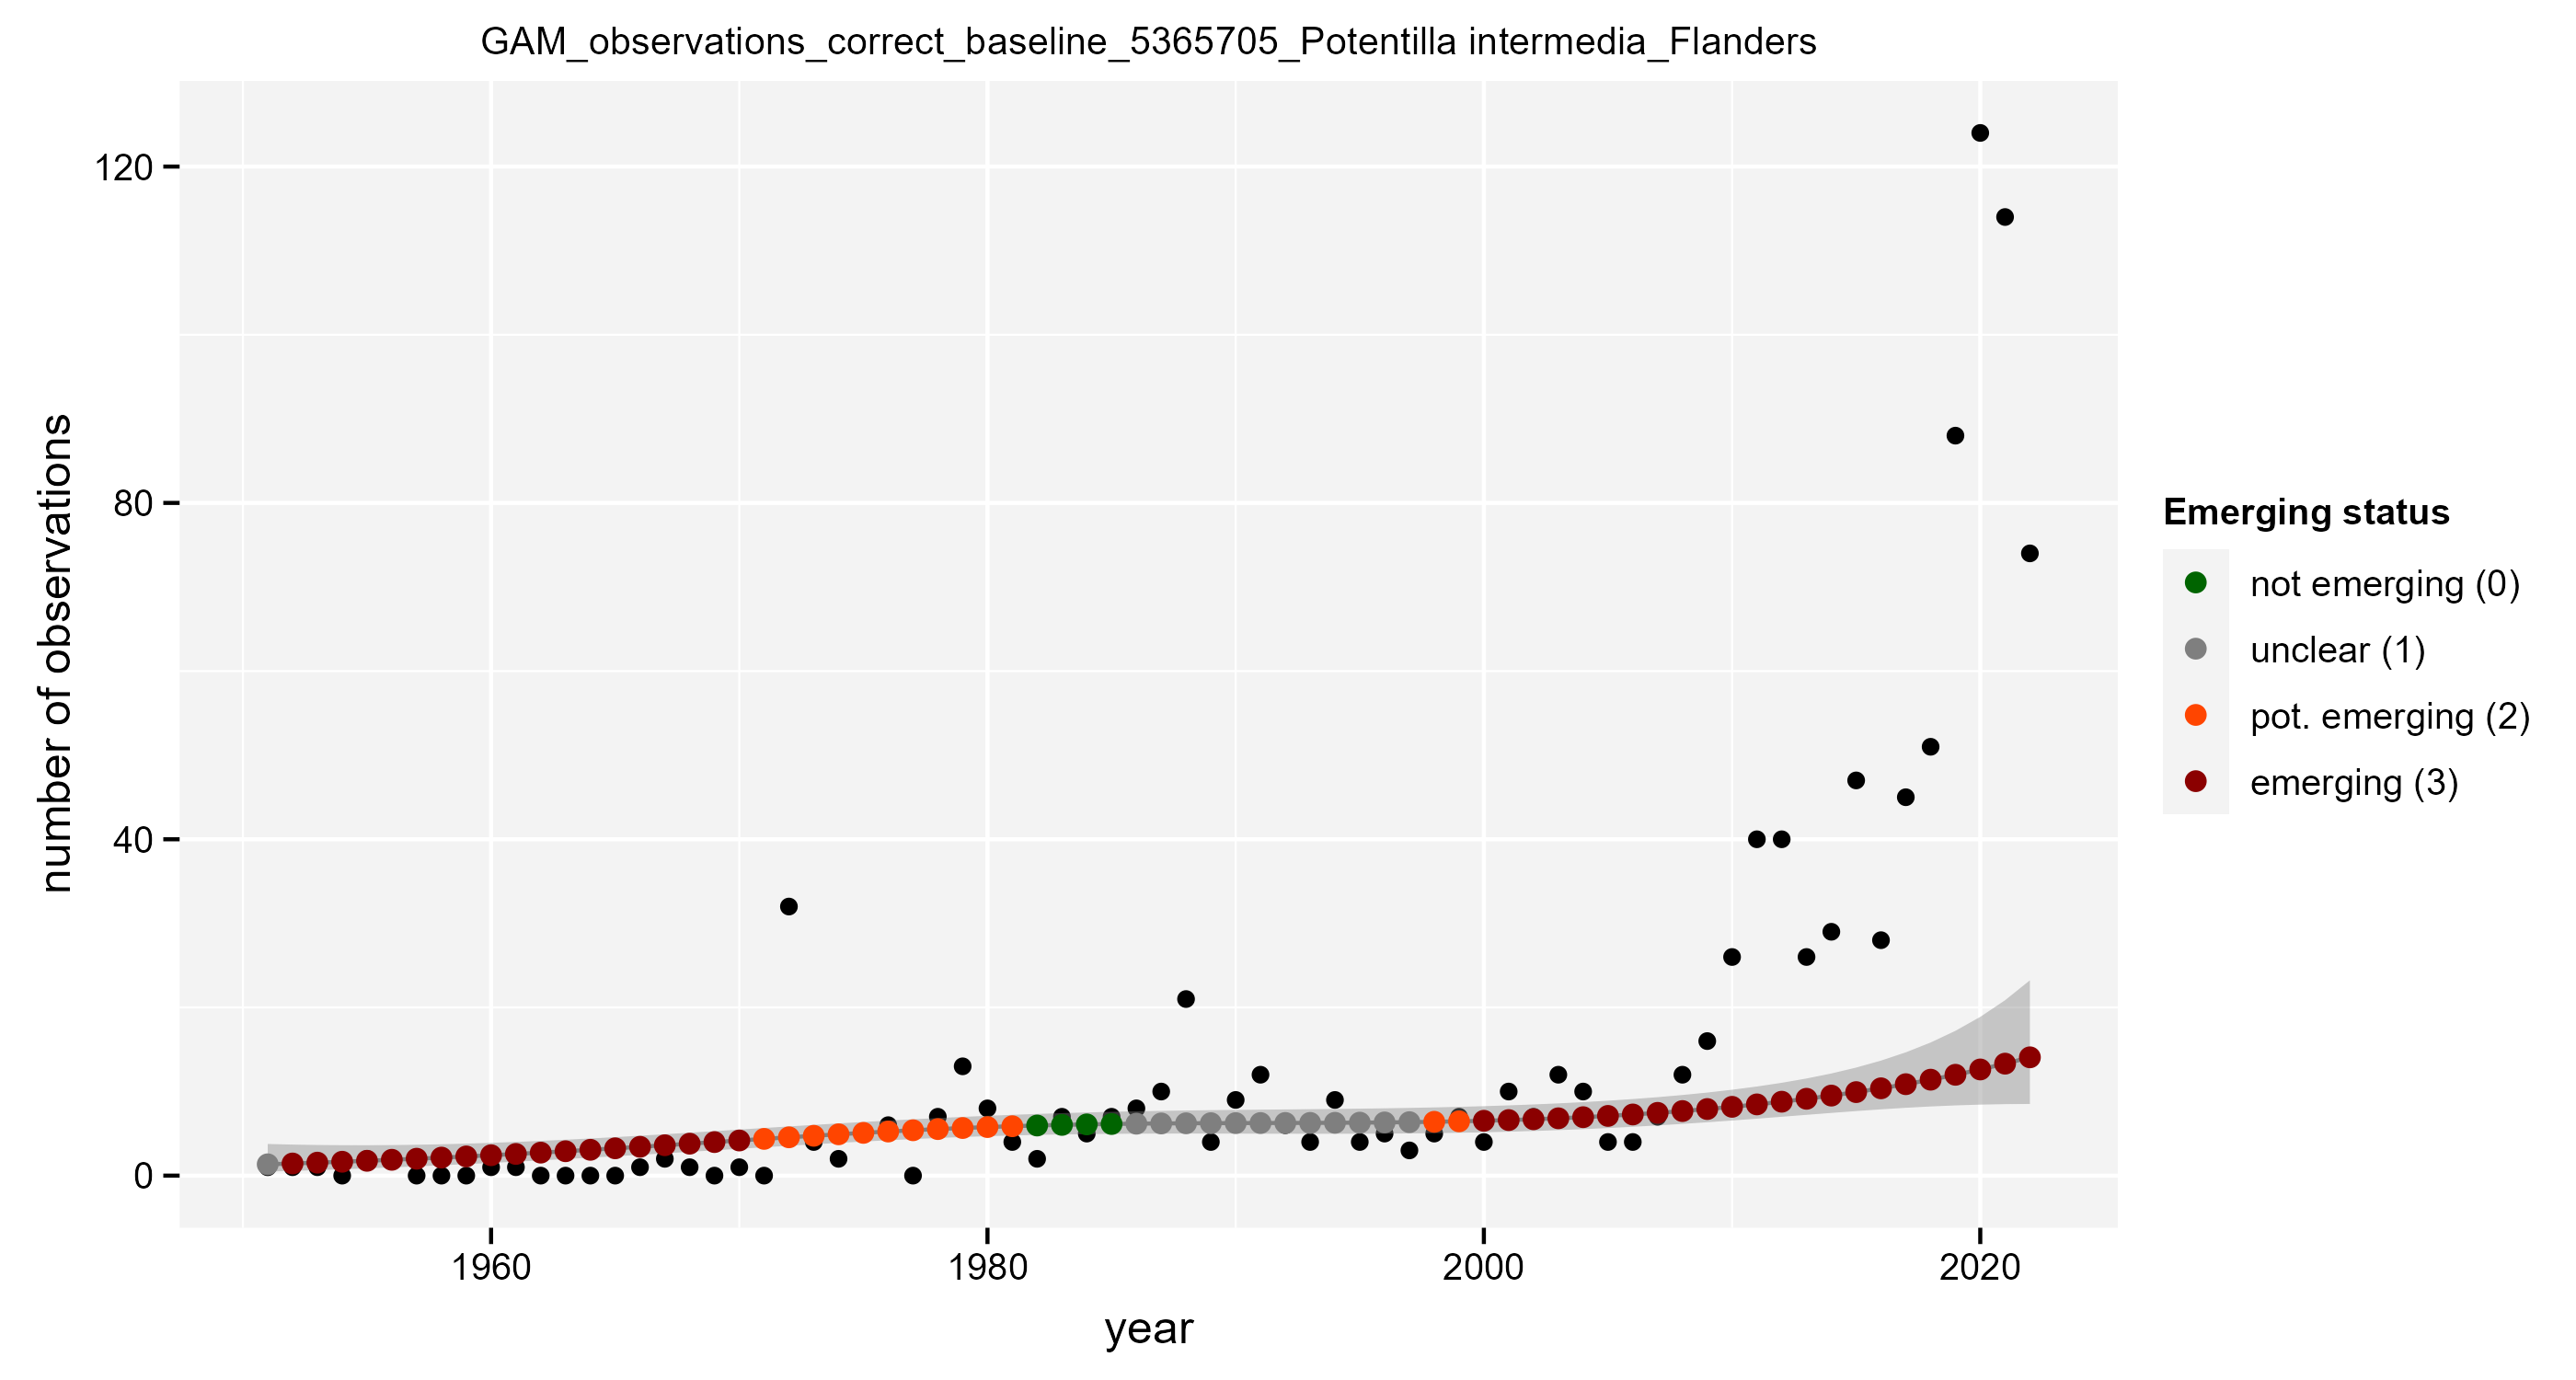 GAM_observations_correct_baseline_5365705_Potentilla intermedia_Flanders
120
80
40
0
number of observations
1960
1980
2000
2020
year
Emerging status
not emerging (0)
unclear (1)
pot. emerging (2)
emerging (3)